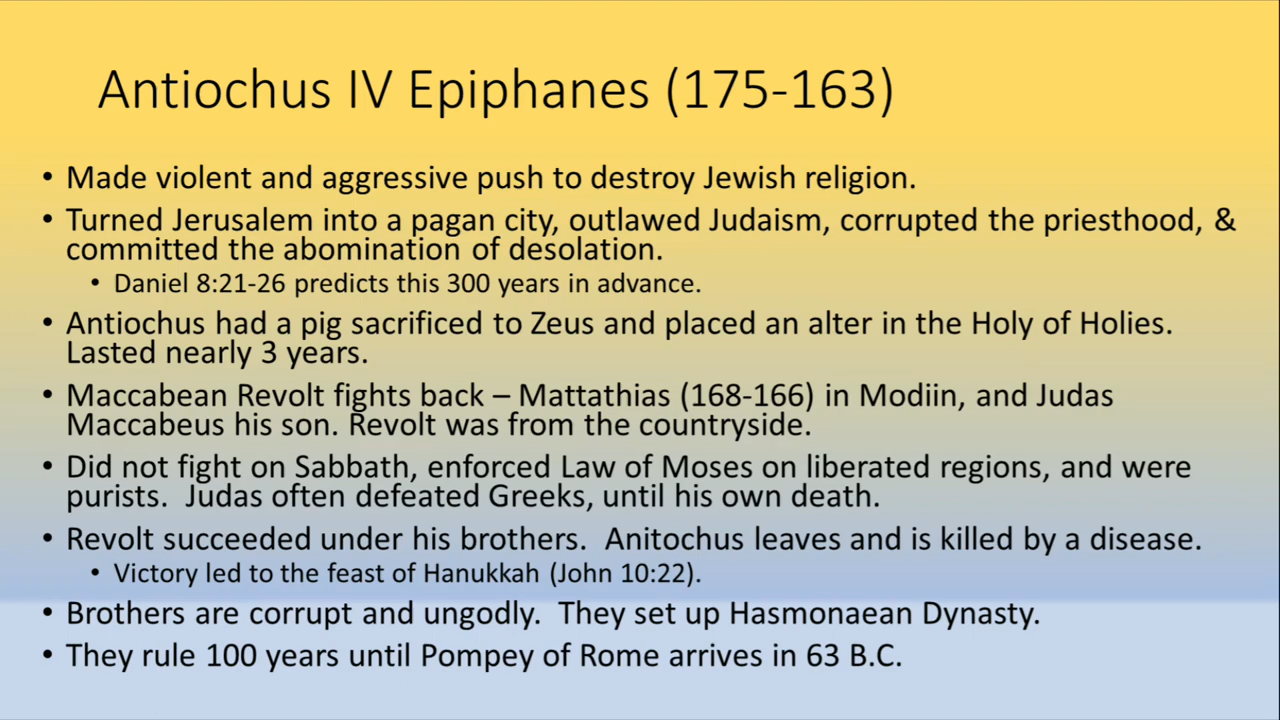 Antiochus IV Epiphanes (175-163)
• Made violent and aggressive push to destroy Jewish religion.
• Turned Jerusalem into a pagan city, outlawed Judaism, corrupted the priesthood, &
committed the abomination of desolation.
• Daniel 8:21-26 predicts this 300 years in advance.
• Antiochus had a pig sacrificed to Zeus and placed an alter in the Holy of Holies.
Lasted nearly 3 years.
• Maccabean Revolt fights back – Mattathias (168-166) in Modiin, and Judas
Maccabeus his son. Revolt was from the countryside.
• Did not fight on Sabbath, enforced Law of Moses on liberated regions, and were
purists.  Judas often defeated Greeks, until his own death.
• Revolt succeeded under his brothers.  Anitochus leaves and is killed by a disease.
• Victory led to the feast of Hanukkah (John 10:22).
• Brothers are corrupt and ungodly.  They set up Hasmonaean Dynasty.
• They rule 100 years until Pompey of Rome arrives in 63 B.C.